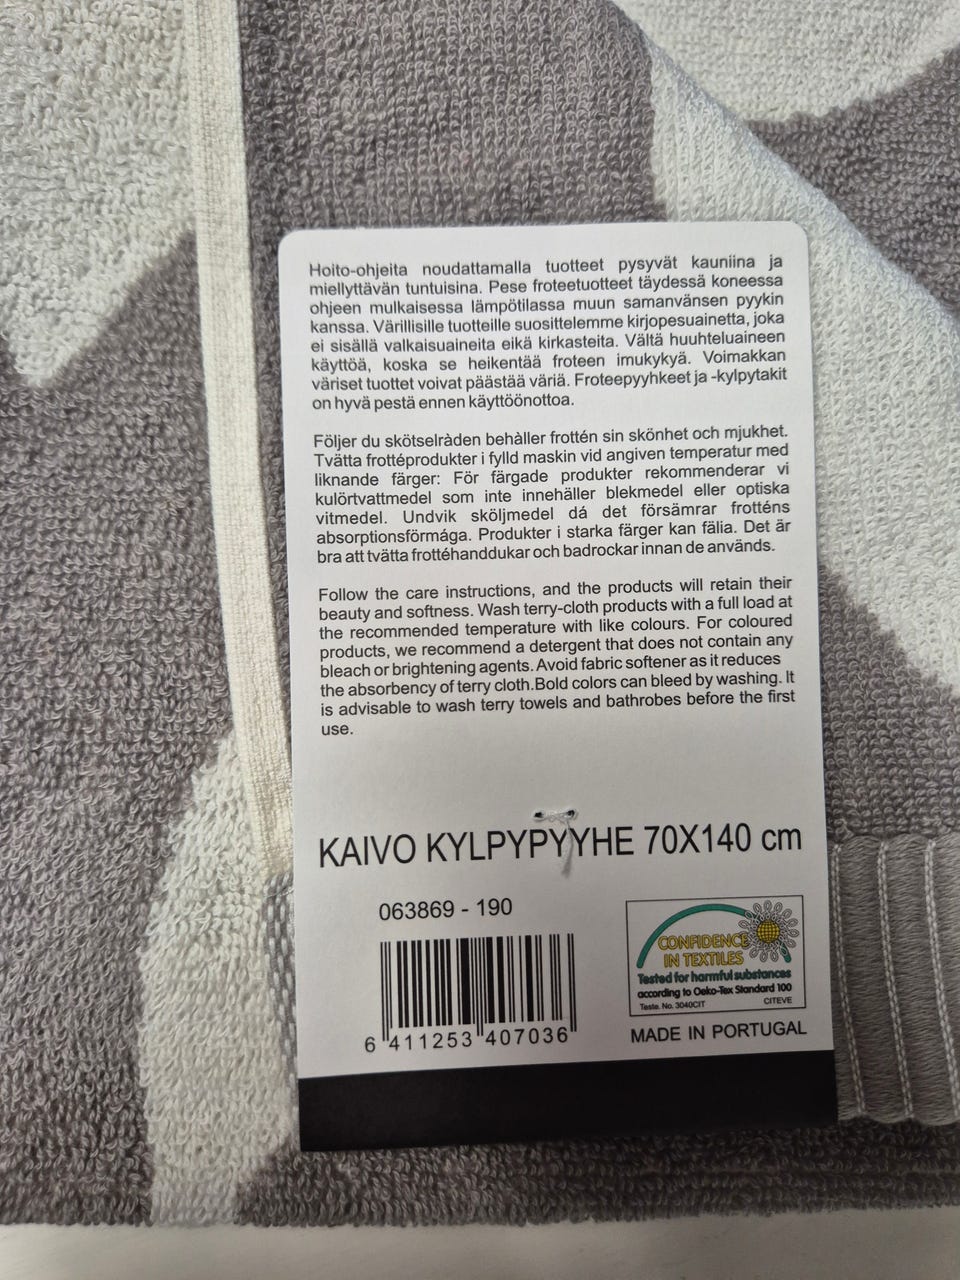 Hoito-ohjeita noudattamalla tuotteet pysyvät kauniina ja
miellyttävän tuntuisina. Pese froteetuotteet täydessä koneessa
ohjeen mulkaisessa lämpötilassa muun samanvänsen pyykin
kanssa. Värillisille tuotteille suosittelemme kirjopesuainetta, joka
ei sisällä valkaisuaineita eikä kirkasteita. Vältä huuhteluaineen
käyttöä, koska se heikentää froteen imukykyä. Voimakkan
väriset tuottet voivat päästää väriä. Froteepyyhkeet ja -kylpytakit
on hyvä pestä ennen käyttöönottoa.
Följer du skötselràden behàller frottén sin skönhet och mjukhet.
Tvätta frottéprodukter i fylld maskin vid angiven temperatur med
liknande färger: För färgade produkter rekommenderar vi
kulörtvattmedel som inte innehäller blekmedel eller optiska
vitmedel. Undvik sköljmedel dá det försämrar frotténs
absorptionsförmága. Produkter i starka färger kan fälla. Det är
bra att tvätta frottéhanddukar och badrockar innan de används.
Follow the care instructions, and the products will retain their
beauty and softness. Wash terry-cloth products with a full load at
the recommended temperature with like colours. For coloured
products, we recommend a detergent that does not contain any
bleach or brightening agents. Avoid fabric softener as it reduces
the absorbency of terry cloth.Bold colors can bleed by washing. It
is advisable to wash terry towels and bathrobes before the first
use.
KAIVO KYLPYPYYHE 70X140 cm
063869 - 190
6 411253 407036
CONFIDENCE
IN TEXTILES
Tested for harmful substances
according to Oeko-Tex Standard 100
Teste. No. 3040CIT CITEVE
MADE IN PORTUGAL